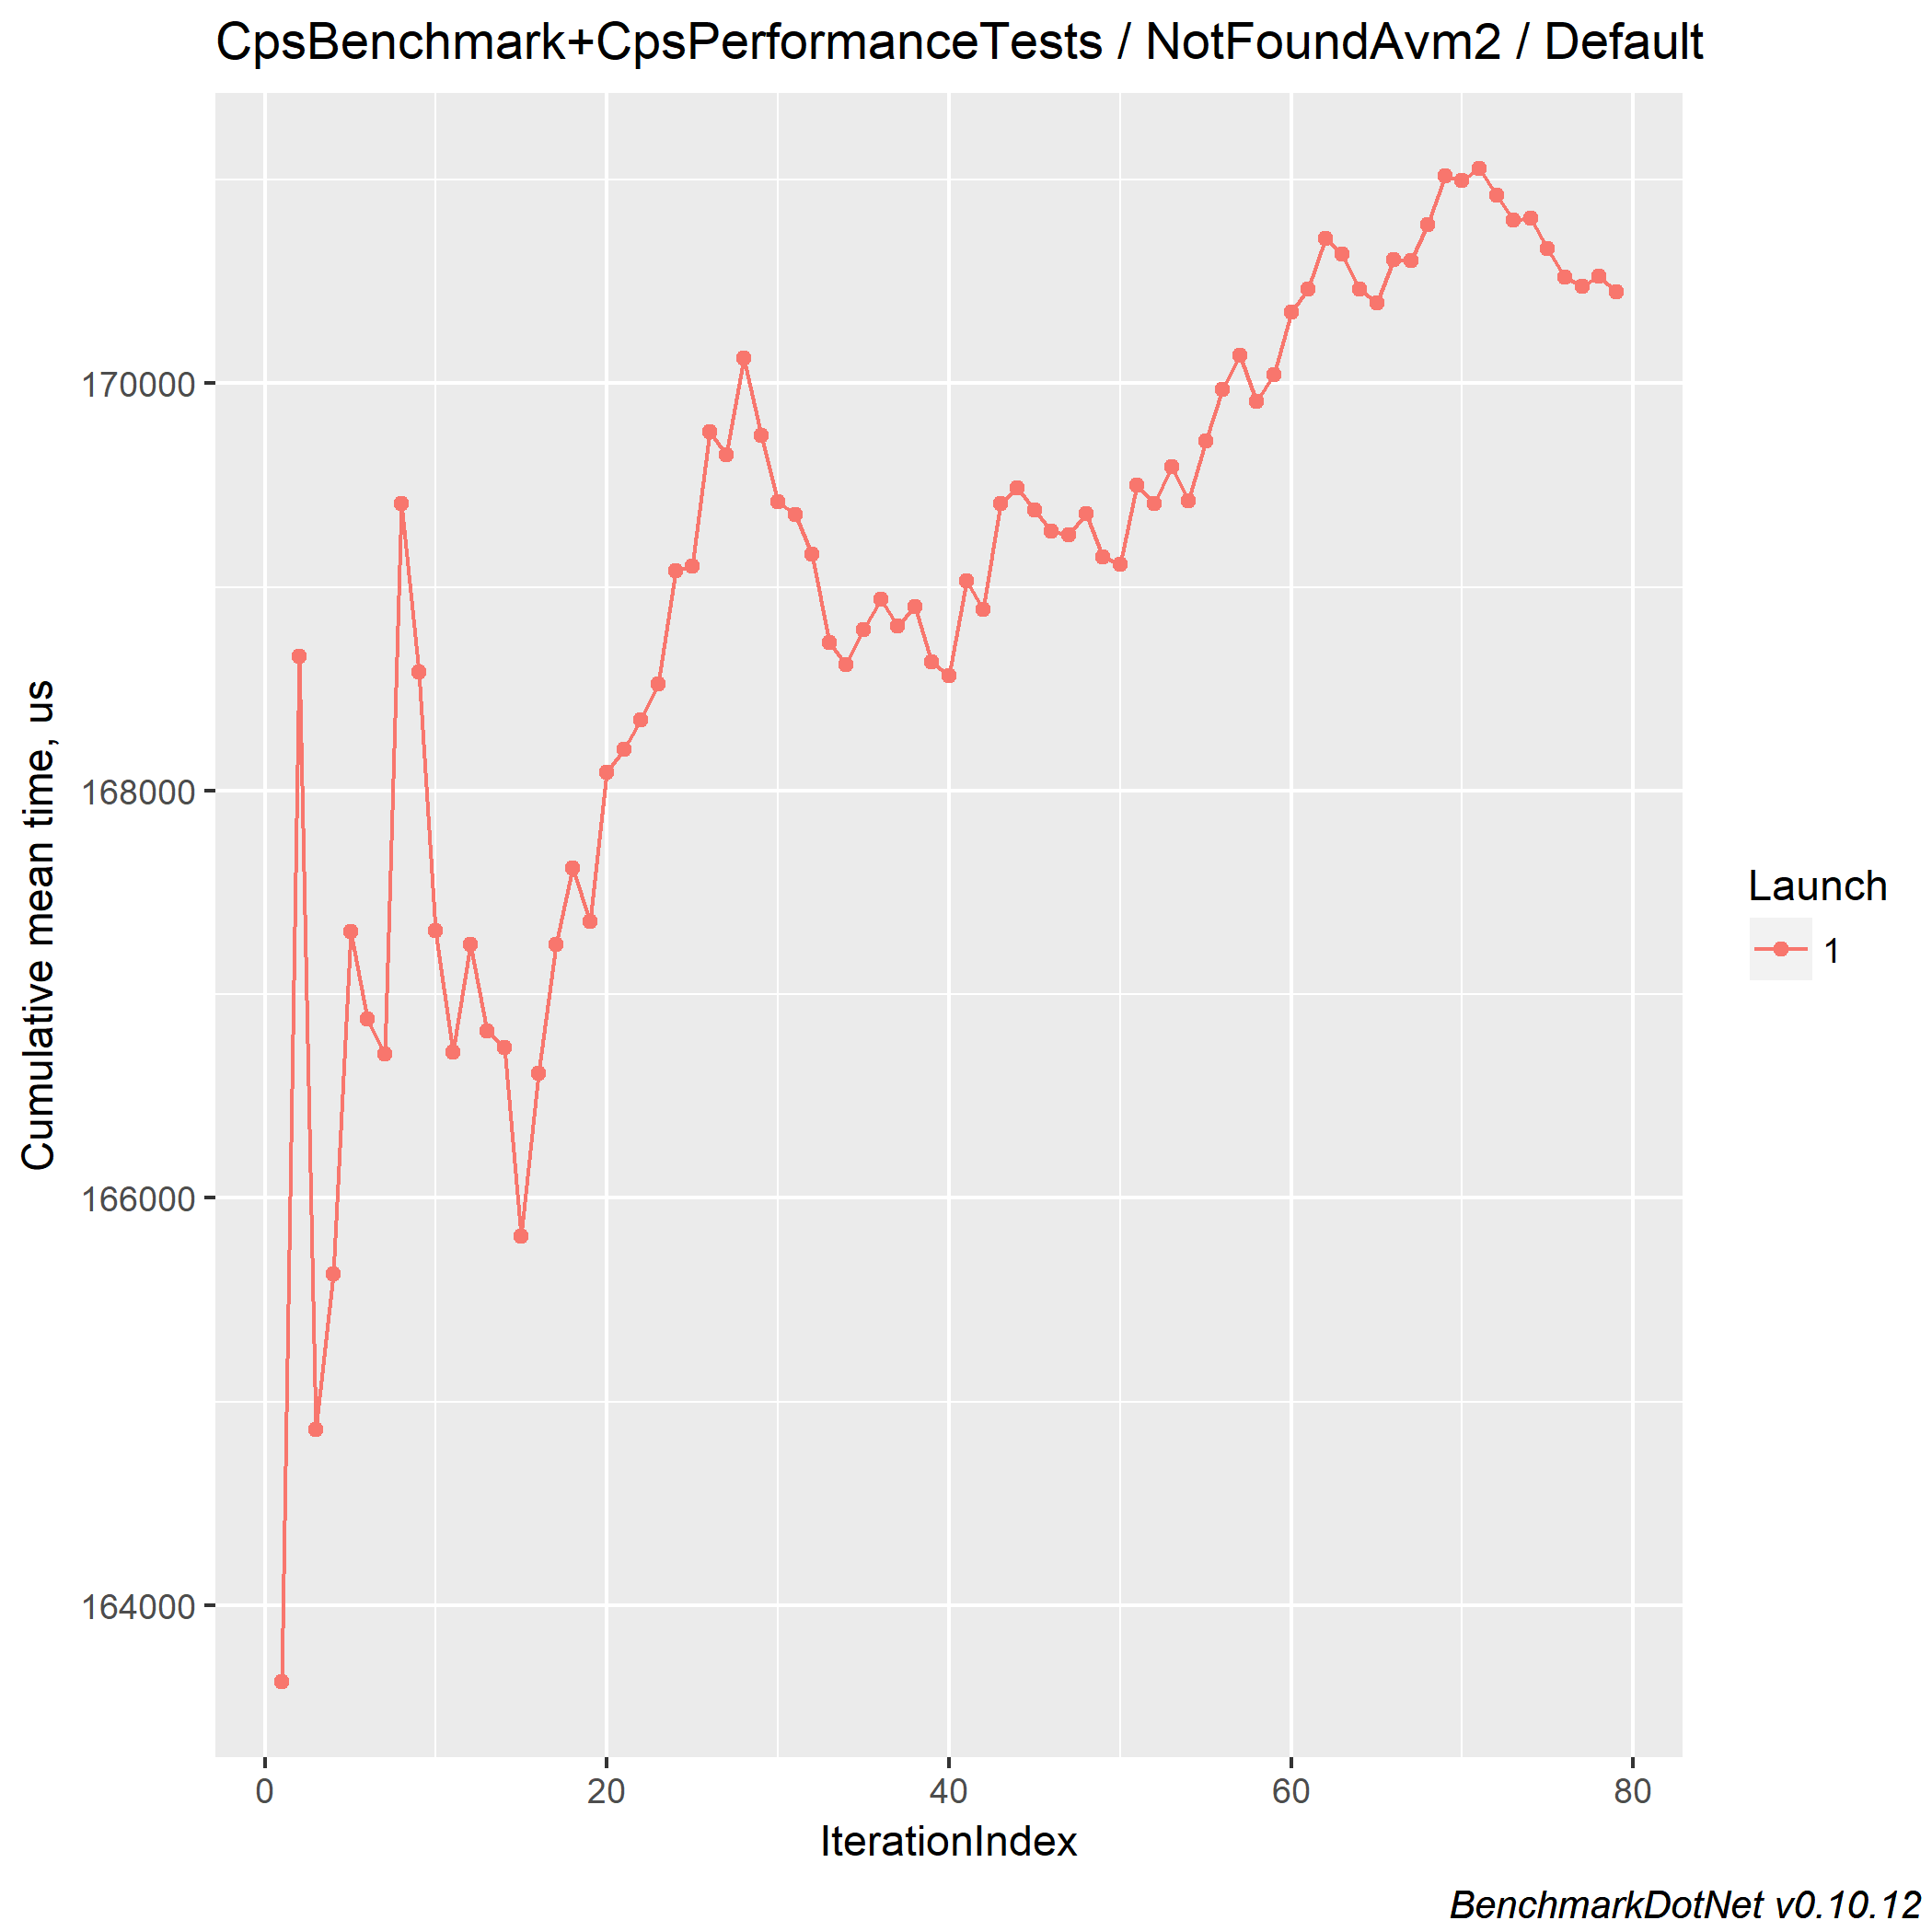 CpsBenchmark+CpsPerformanceTests / NotFoundAvm2 / Default
Cumulative mean time, us
170000
168000
166000
164000
0 20 40 60 80
IterationIndex
Launch
1
BenchmarkDotNet v0.10.12